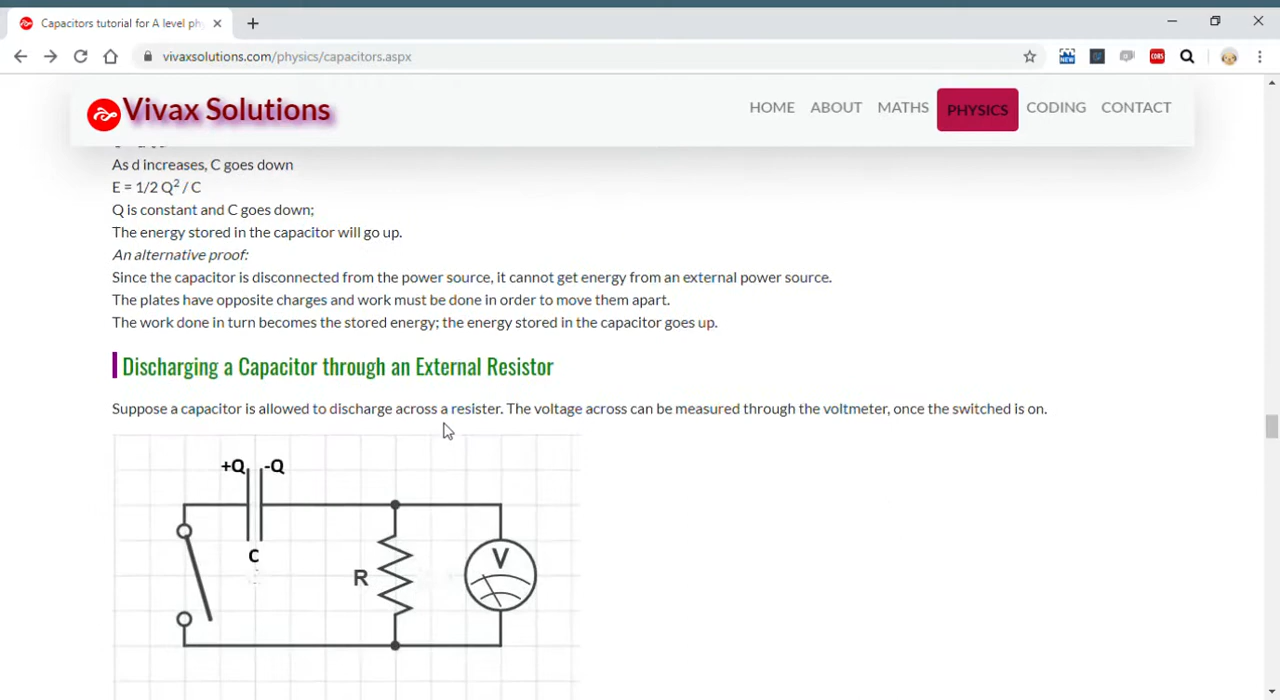 Capacitors tutorial for A level ph
vivaxsolutions.com/physics/capacitors.aspx
NEW
CORS
Vivax Solutions
HOME ABOUT MATHS PHYSICS CODING CONTACT
As d increases, C goes down
E = 1/2 Q² / C
Q is constant and C goes down;
The energy stored in the capacitor will go up.
An alternative proof:
Since the capacitor is disconnected from the power source, it cannot get energy from an external power source.
The plates have opposite charges and work must be done in order to move them apart.
The work done in turn becomes the stored energy; the energy stored in the capacitor goes up.
Discharging a Capacitor through an External Resistor
Suppose a capacitor is allowed to discharge across a resister. The voltage across can be measured through the voltmeter, once the switched is on.
+Q -Q
C
R
V